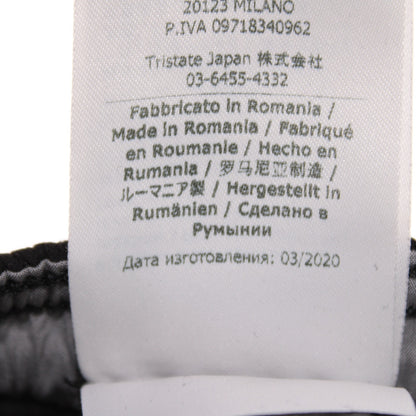 20123 MILANO
P.IVA 09718340962
Tristate Japan 株式会社
03-6455-4332
Fabbricato in Romania /
Made in Romania / Fabriqué
en Roumanie / Hecho en
Rumania / 罗马尼亚制造 /
ルーマニア製 / Hergestellt in
Rumänien / Сделано в
Румынии
Дата изготовления: 03/2020